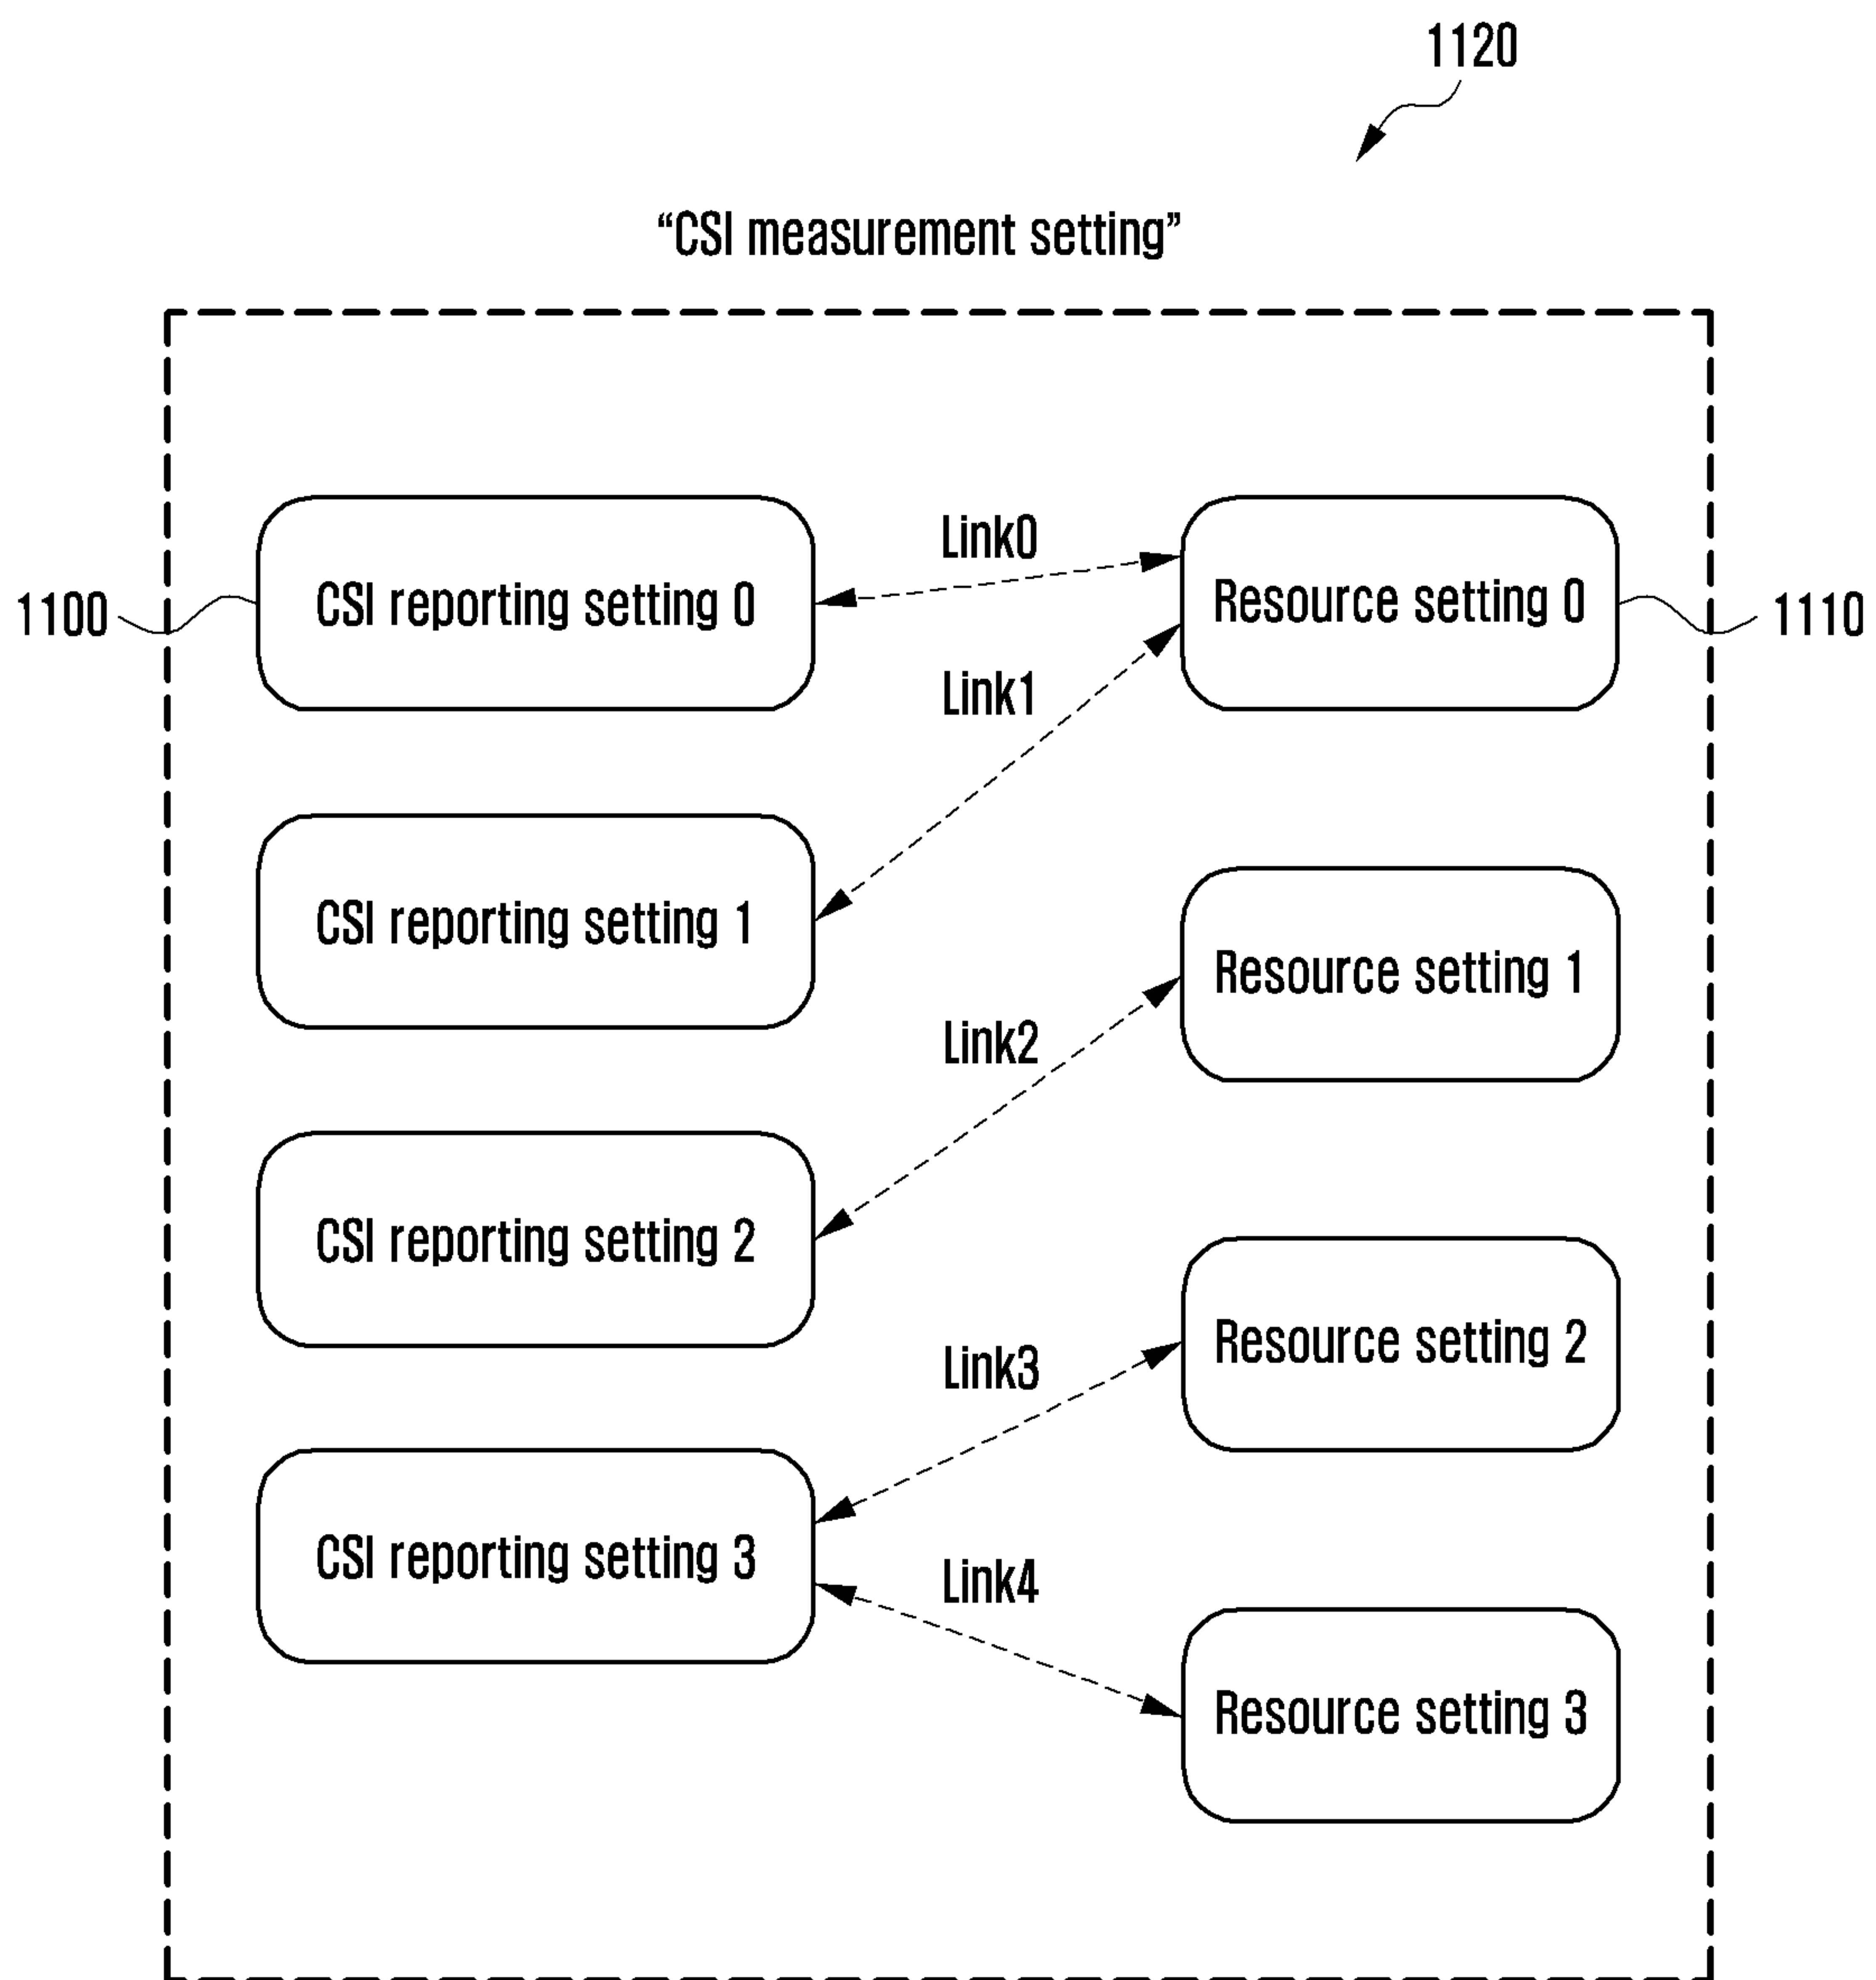 1120
“CSI measurement setting”
Link0
1100
CSI reporting setting 0
Resource setting 0
1110
Link1
CSI reporting setting 1
Resource setting 1
Link2
CSI reporting setting 2
Resource setting 2
Link3
CSI reporting setting 3
Link4
Resource setting 3